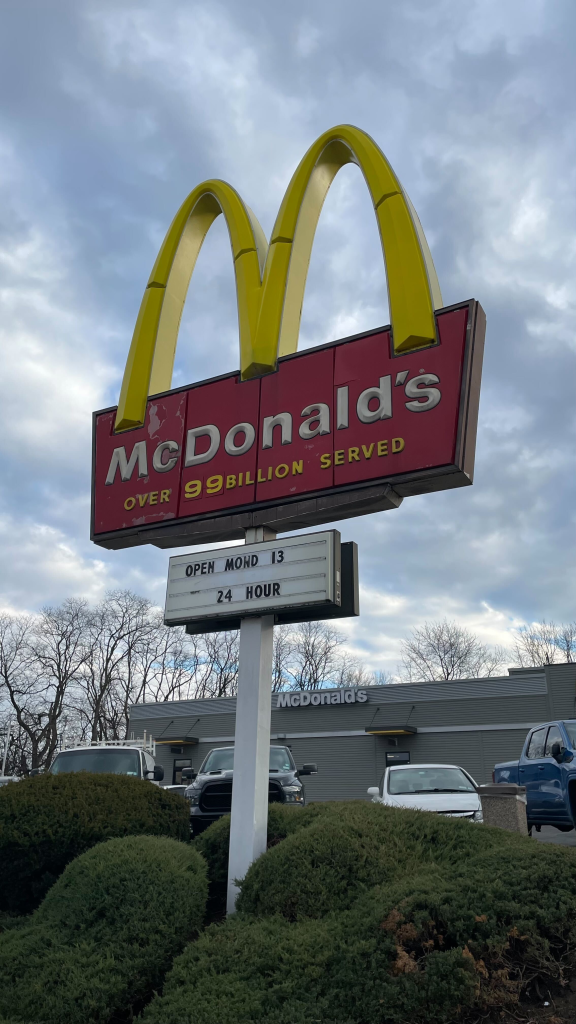 McDonald's
OVER 99 BILLION SERVED
OPEN MOND 13
24 HOUR
McDonald's